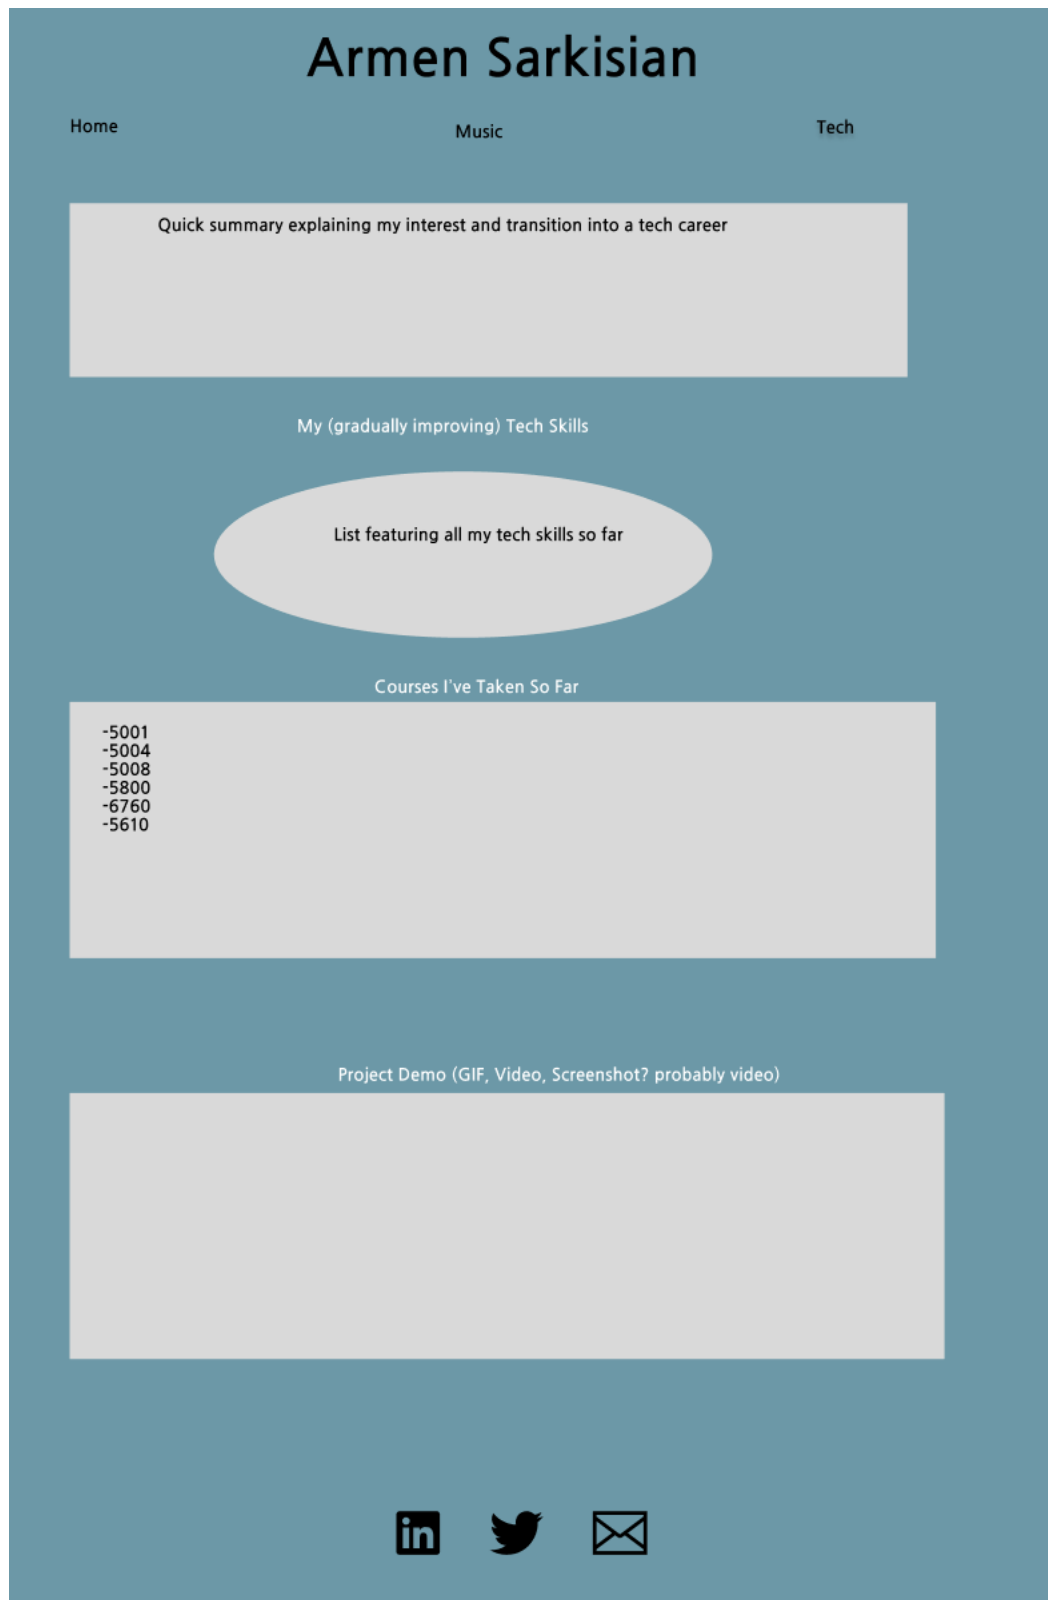 Armen Sarkisian
Home
Music
Tech
Quick summary explaining my interest and transition into a tech career
My (gradually improving) Tech Skills
List featuring all my tech skills so far
Courses I've Taken So Far
-5001
-5004
-5008
-5800
-6760
-5610
Project Demo (GIF, Video, Screenshot? probably video)
in